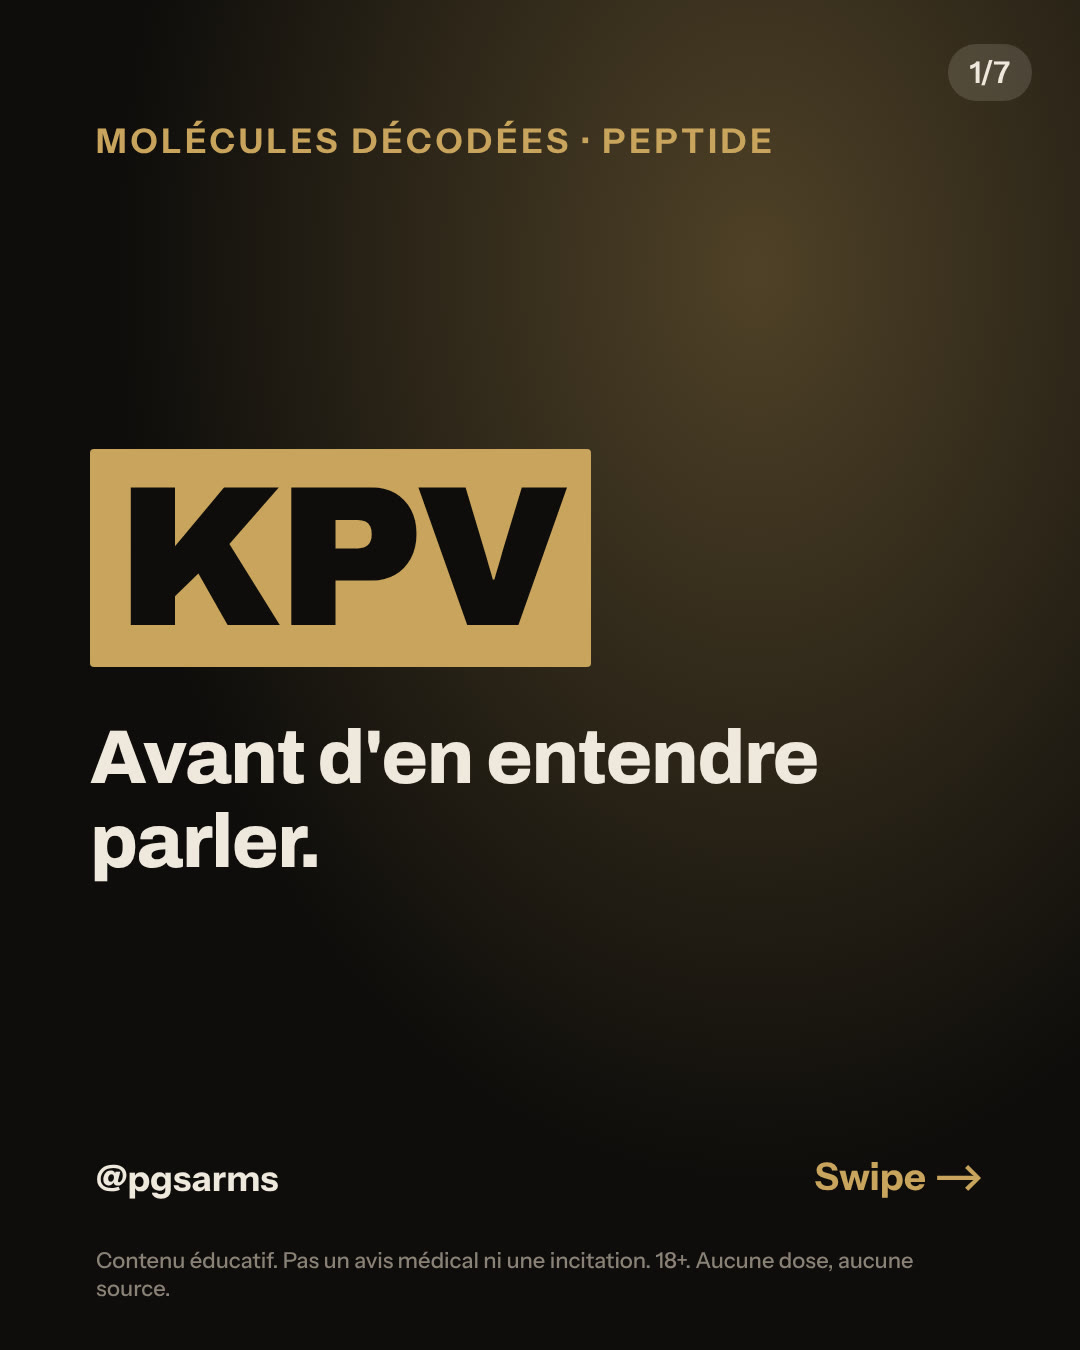 1/7
MOLÉCULES DÉCODÉES · PEPTIDE
KPV
Avant d'en entendre
parler.
@pgsarms
Swipe →
Contenu éducatif. Pas un avis médical ni une incitation. 18+. Aucune dose, aucune
source.